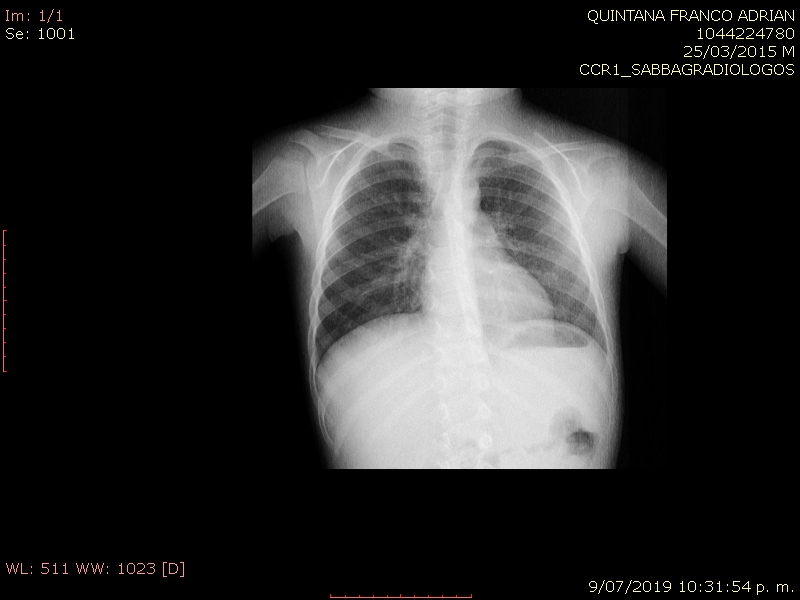 Im: 1/1
Se: 1001
QUINTANA FRANCO ADRIAN
1044224780
25/03/2015 M
CCR1_SABBAGRADIOLOGOS
WL: 511 WW: 1023 [D]
9/07/2019 10:31:54 p. m.